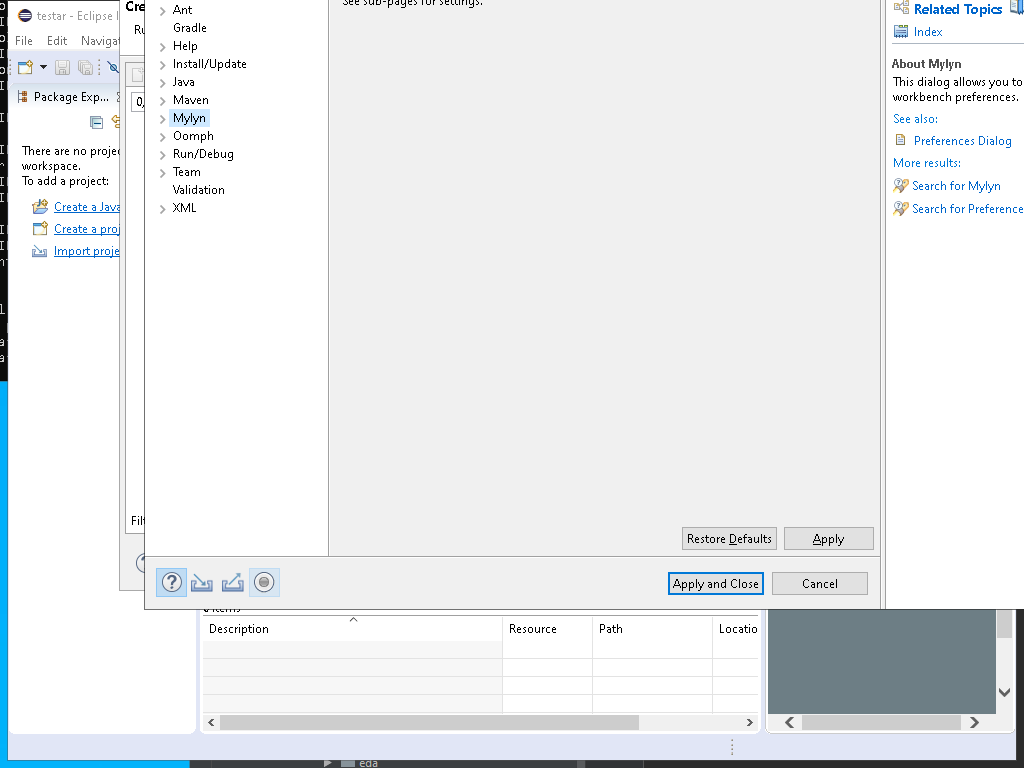 testar - Eclipse I
File Edit Naviga
Package Exp...
There are no proje
workspace.
To add a project:
Create a Java
Create a proj
Import proje
Cre
Ru
0,
Filt
Ant
Gradle
Help
Install/Update
Java
Maven
Mylyn
Oomph
Run/Debug
Team
Validation
XML
See sub-pages for settings.
Restore Defaults
Apply
Apply and Close
Cancel
Related Topics
Index
About Mylyn
This dialog allows you to
workbench preferences.
See also:
Preferences Dialog
More results:
Search for Mylyn
Search for Preference
0 items
Description Resource Path Locatio
eda